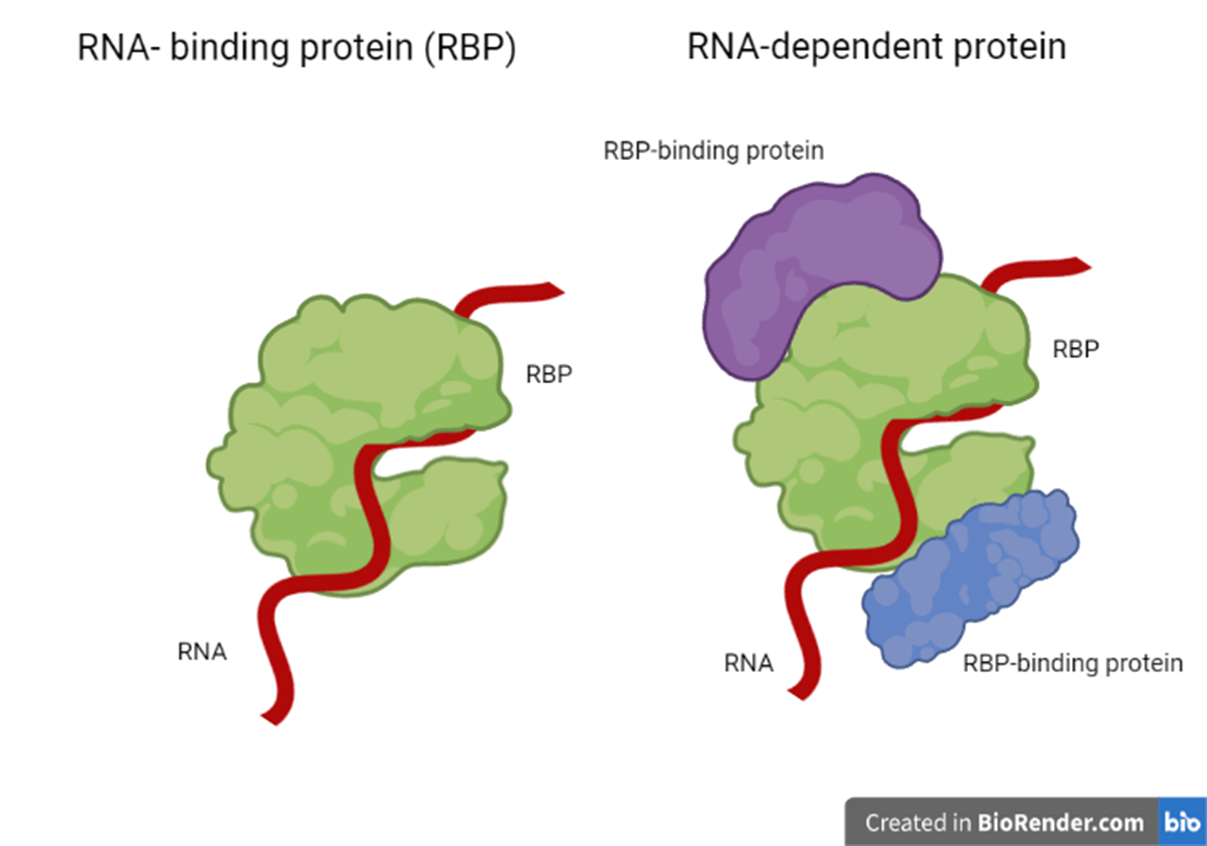 RNA- binding protein (RBP)
RNA-dependent protein
RBP-binding protein
RBP
RBP
RNA
RNA
RBP-binding protein
Created in BioRender.com bio